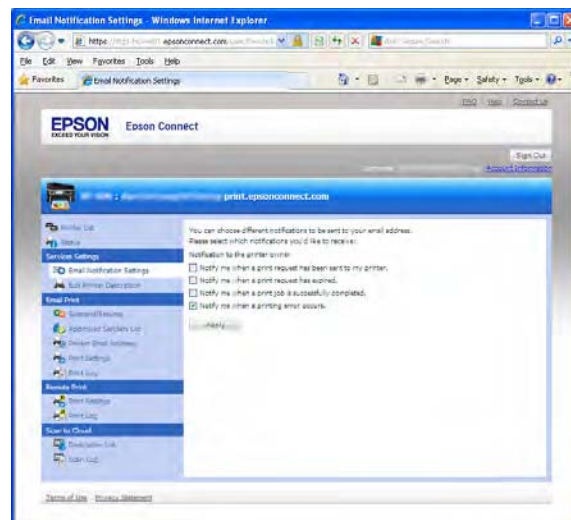 Email Notification Settings - Windows Internet Explorer
https epsonconnect.com
File Edit View Favorites Tools Help
Favorites Email Notification Settings
Page Safety Tools
FAQ Help Contact Us
EPSON
EXCEED YOUR VISION
Epson Connect
Sign Out
Account Information
print.epsonconnect.com
Printer List
Status
Services Settings
Email Notification Settings
Edit Printer Description
Email Print
Suspend/Resume
Approved Senders List
Printer Email Address
Print Settings
Print Log
Remote Print
Print Settings
Print Log
Scan to Cloud
Destination List
Scan Log
You can choose different notifications to be sent to your email address.
Please select which notifications you'd like to receive:
Notification to the printer owner
Notify me when a print request has been sent to my printer.
Notify me when a print request has expired.
Notify me when a print job is successfully completed.
Notify me when a printing error occurs.
Apply
Terms of Use Privacy Statement